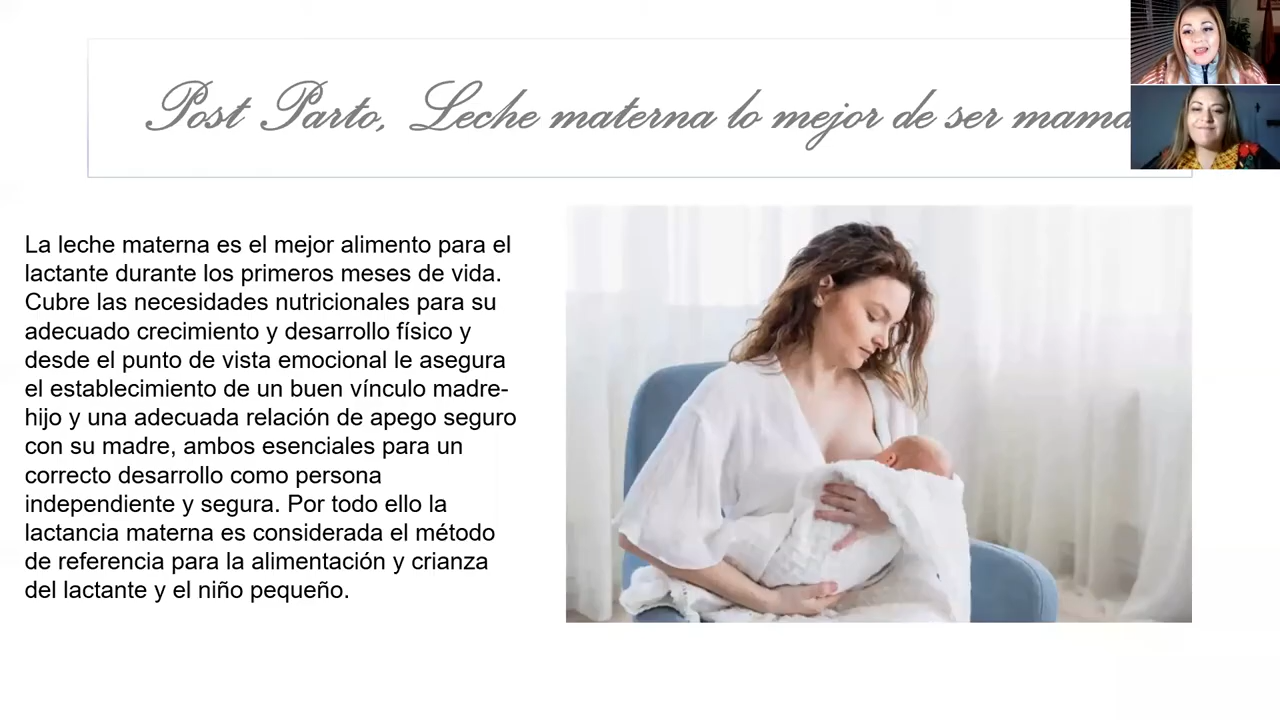 Post Parto, Leche materna lo mejor de ser mama
La leche materna es el mejor alimento para el
lactante durante los primeros meses de vida.
Cubre las necesidades nutricionales para su
adecuado crecimiento y desarrollo físico y
desde el punto de vista emocional le asegura
el establecimiento de un buen vínculo madre-
hijo y una adecuada relación de apego seguro
con su madre, ambos esenciales para un
correcto desarrollo como persona
independiente y segura. Por todo ello la
lactancia materna es considerada el método
de referencia para la alimentación y crianza
del lactante y el niño pequeño.